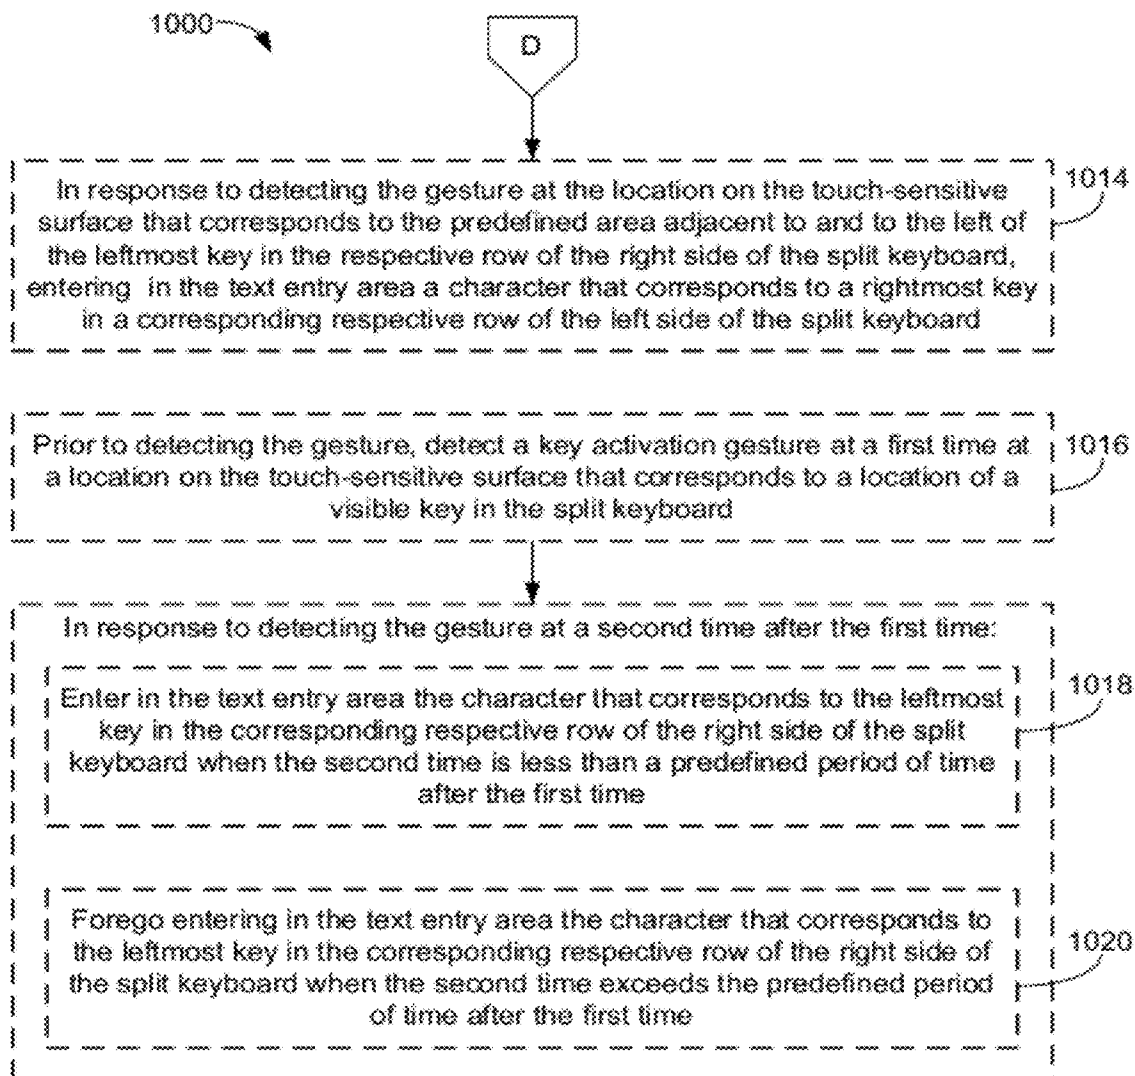 1000
D
In response to detecting the gesture at the location on the touch-sensitive
surface that corresponds to the predefined area adjacent to and to the left of
the leftmost key in the respective row of the right side of the split keyboard,
entering in the text entry area a character that corresponds to a rightmost key
in a corresponding respective row of the left side of the split keyboard
1014
Prior to detecting the gesture, detect a key activation gesture at a first time at
a location on the touch-sensitive surface that corresponds to a location of a
visible key in the split keyboard
1016
In response to detecting the gesture at a second time after the first time:
Enter in the text entry area the character that corresponds to the leftmost
key in the corresponding respective row of the right side of the split
keyboard when the second time is less than a predefined period of time
after the first time
1018
Forego entering in the text entry area the character that corresponds to
the leftmost key in the corresponding respective row of the right side of
the split keyboard when the second time exceeds the predefined period
of time after the first time
1020